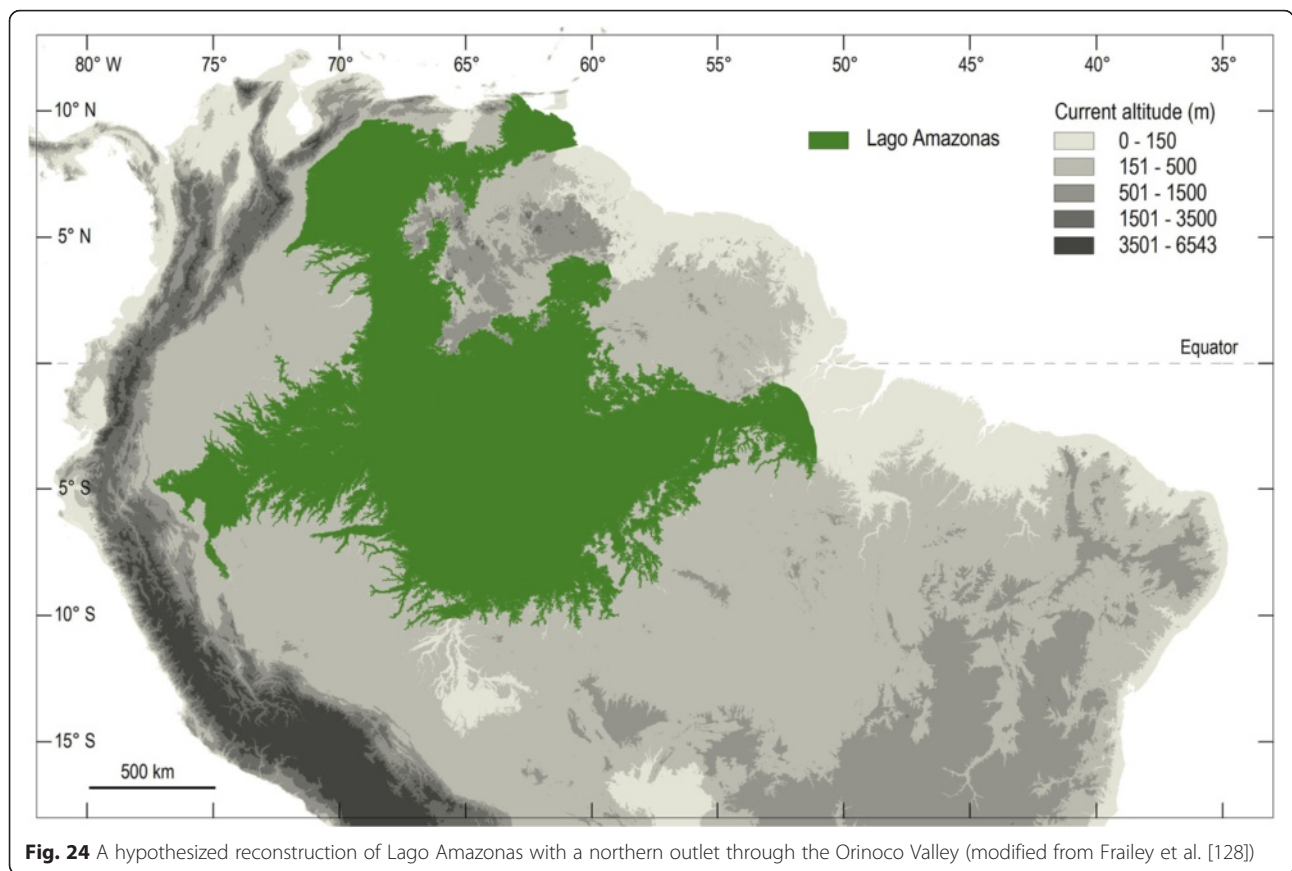 80° W 75° 70° 65° 60° 55° 50° 45° 40° 35°
10° N
5° N
5° S
10° S
15° S
Lago Amazonas
Current altitude (m)
0 - 150
151 - 500
501 - 1500
1501 - 3500
3501 - 6543
Equator
500 km
Fig. 24 A hypothesized reconstruction of Lago Amazonas with a northern outlet through the Orinoco Valley (modified from Frailey et al. [128])